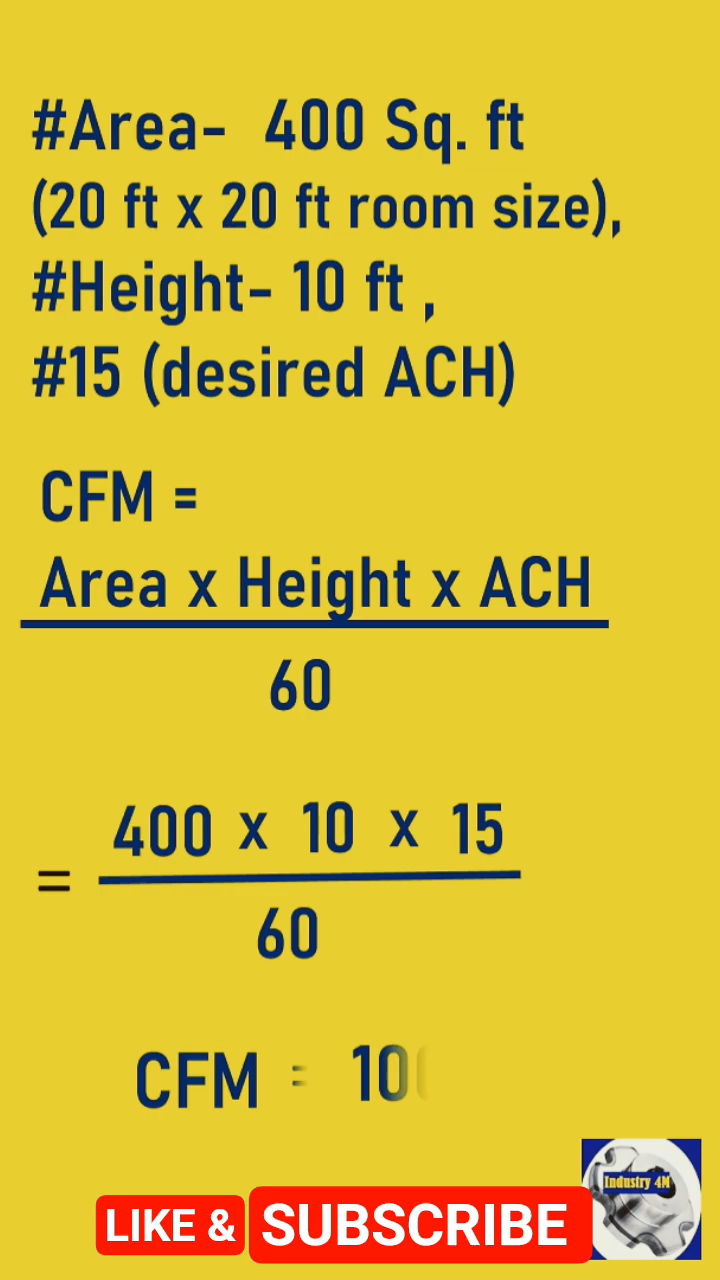 #Area- 400 Sq. ft
(20 ft x 20 ft room size),
#Height- 10 ft ,
#15 (desired ACH)
CFM =
Area x Height x ACH
60
= 400 x 10 x 15
60
CFM = 10
Industry 4M
LIKE & SUBSCRIBE